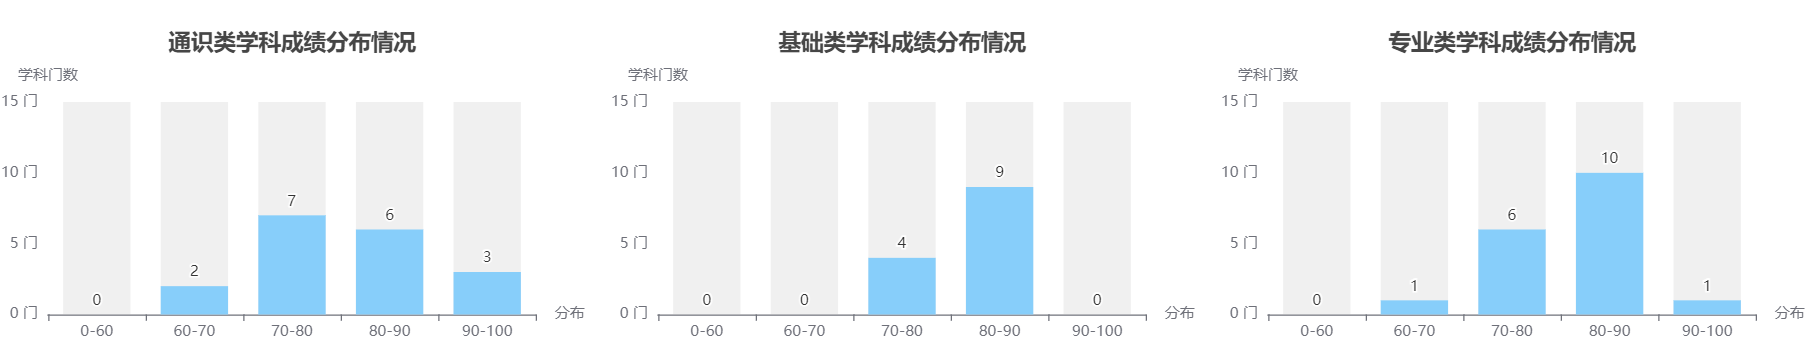 通识类学科成绩分布情况
学科门数
15 门
10 门
5 门
0 门
0
2
7
6
3
0-60
60-70
70-80
80-90
90-100
分布
基础类学科成绩分布情况
学科门数
15 门
10 门
5 门
0 门
0
0
4
9
0
0-60
60-70
70-80
80-90
90-100
分布
专业类学科成绩分布情况
学科门数
15 门
10 门
5 门
0 门
0
1
6
10
1
0-60
60-70
70-80
80-90
90-100
分布